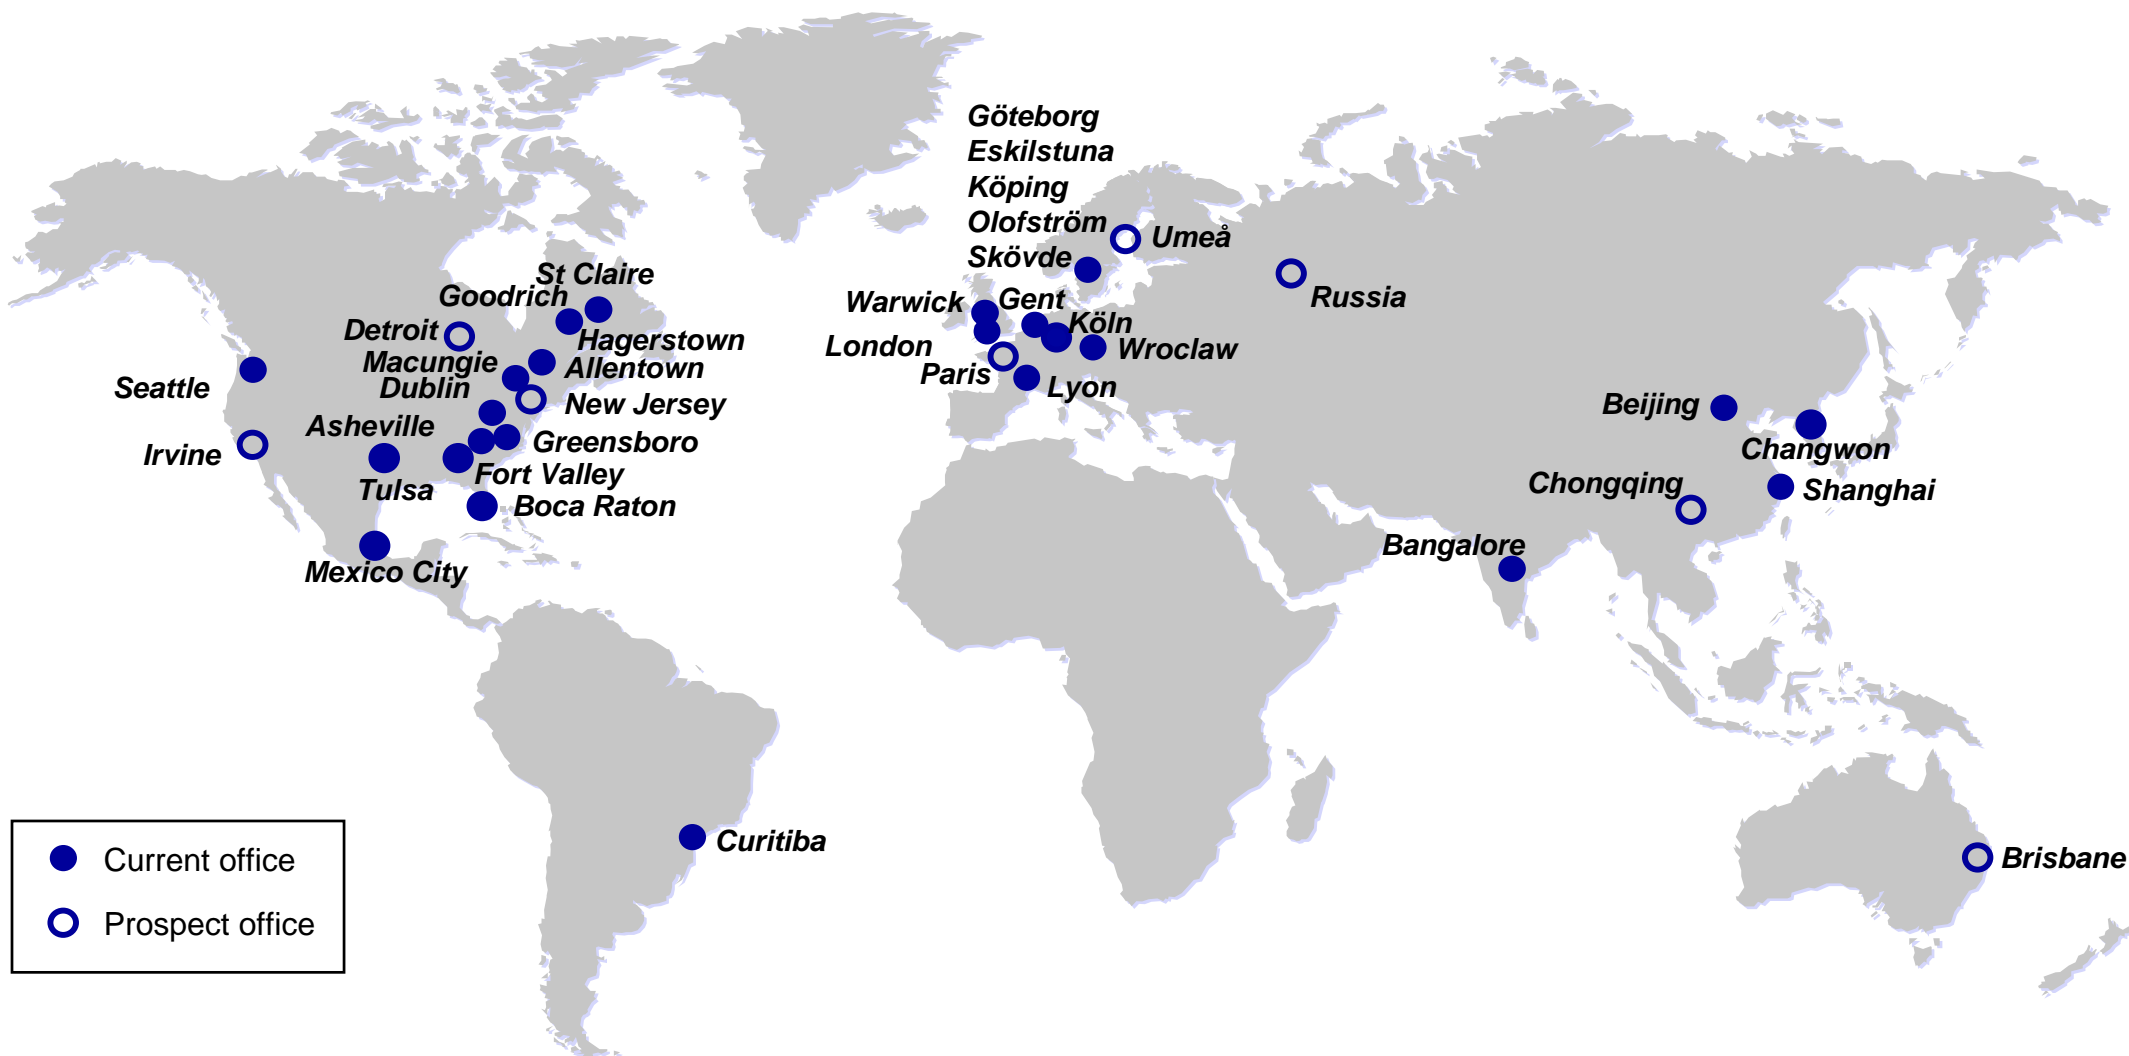 Göteborg
Eskilstuna
Köping
Olofström
Skövde
Umeå
St Claire
Goodrich
Detroit
Hagerstown
Macungie
Allentown
Dublin
New Jersey
Seattle
Asheville
Greensboro
Irvine
Fort Valley
Tulsa
Boca Raton
Mexico City
Warwick
Gent
Köln
London
Wroclaw
Paris
Lyon
Russia
Beijing
Changwon
Chongqing
Shanghai
Bangalore
Curitiba
Brisbane
Current office
Prospect office